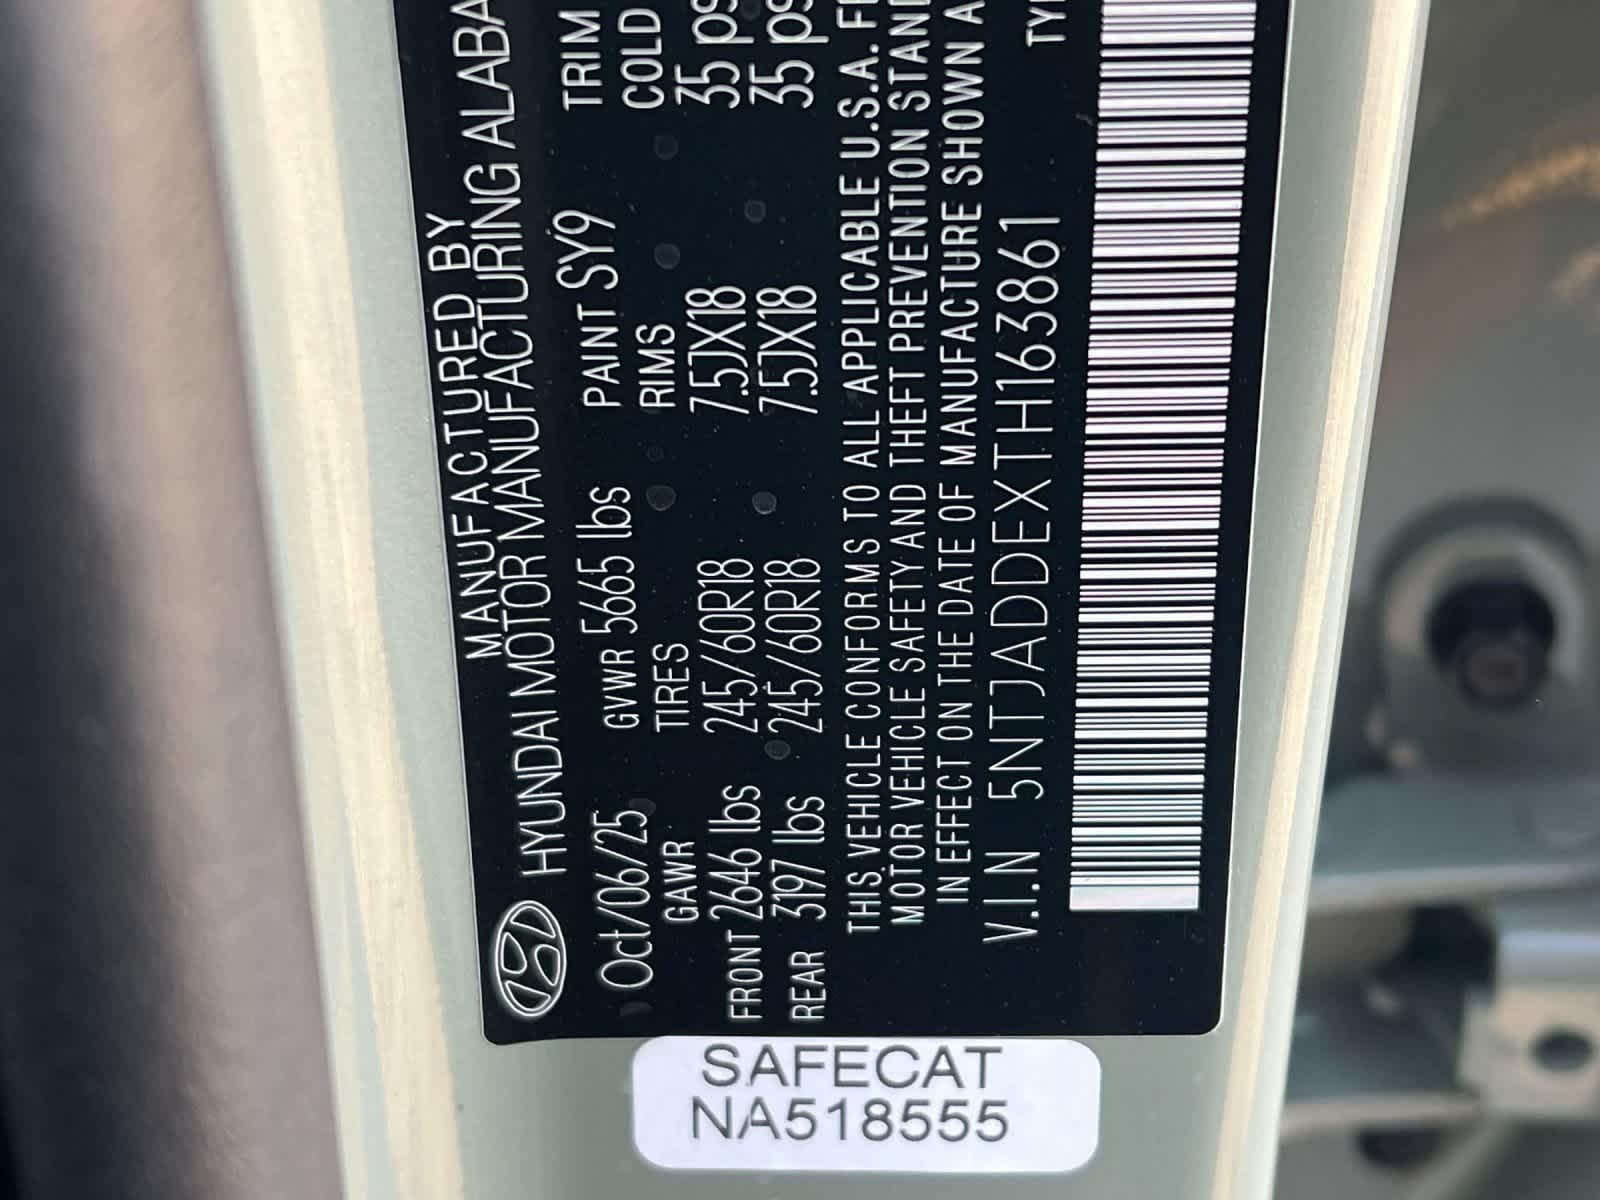 MANUFACTURED BY
HYUNDAI MOTOR MANUFACTURING ALABA
Oct/06/25 GVWR 5665 lbs PAINT SY9 TRIM
GAWR TIRES RIMS COLD
FRONT 2646 lbs 245/60R18 7.5JX18 35 ps
REAR 3197 lbs 245/60R18 7.5JX18 35 ps
THIS VEHICLE CONFORMS TO ALL APPLICABLE U.S.A. F
MOTOR VEHICLE SAFETY AND THEFT PREVENTION STAND
IN EFFECT ON THE DATE OF MANUFACTURE SHOWN A
V.I.N 5NTJADDEXTH163861 TY
SAFECAT
NA518555